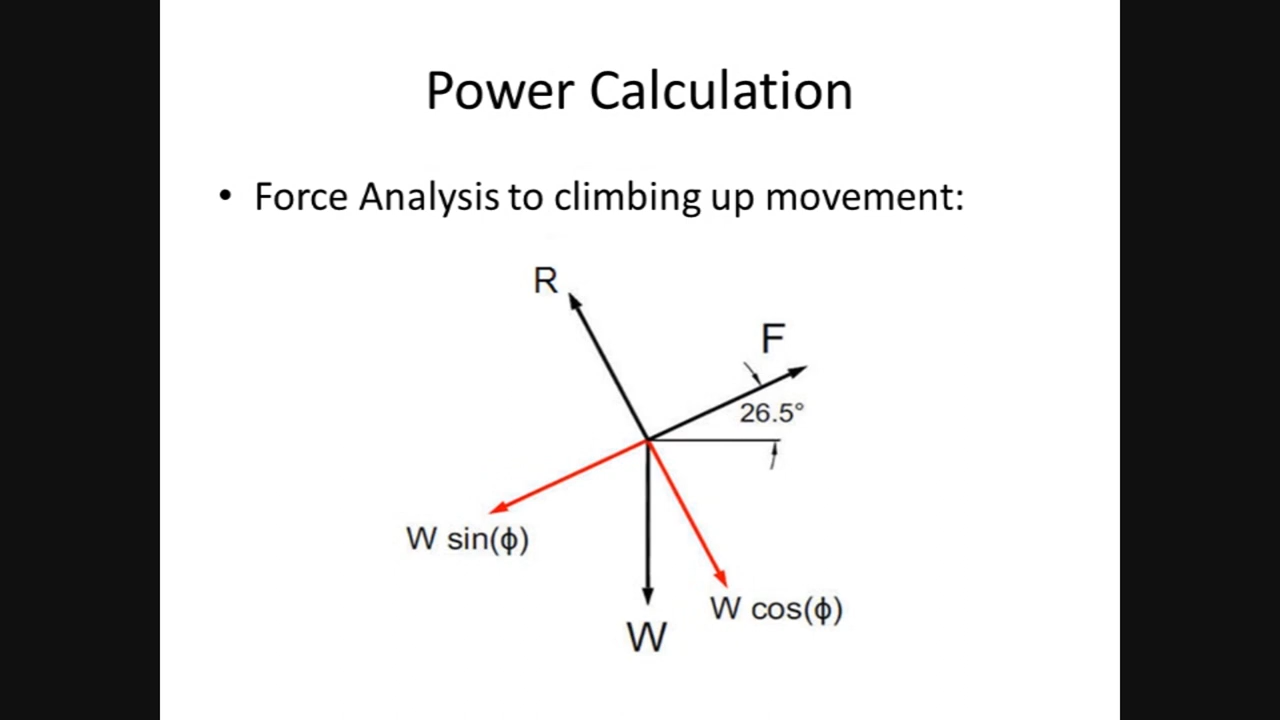 Power Calculation
• Force Analysis to climbing up movement:
R
F
26.5°
W sin(ϕ)
W cos(ϕ)
W